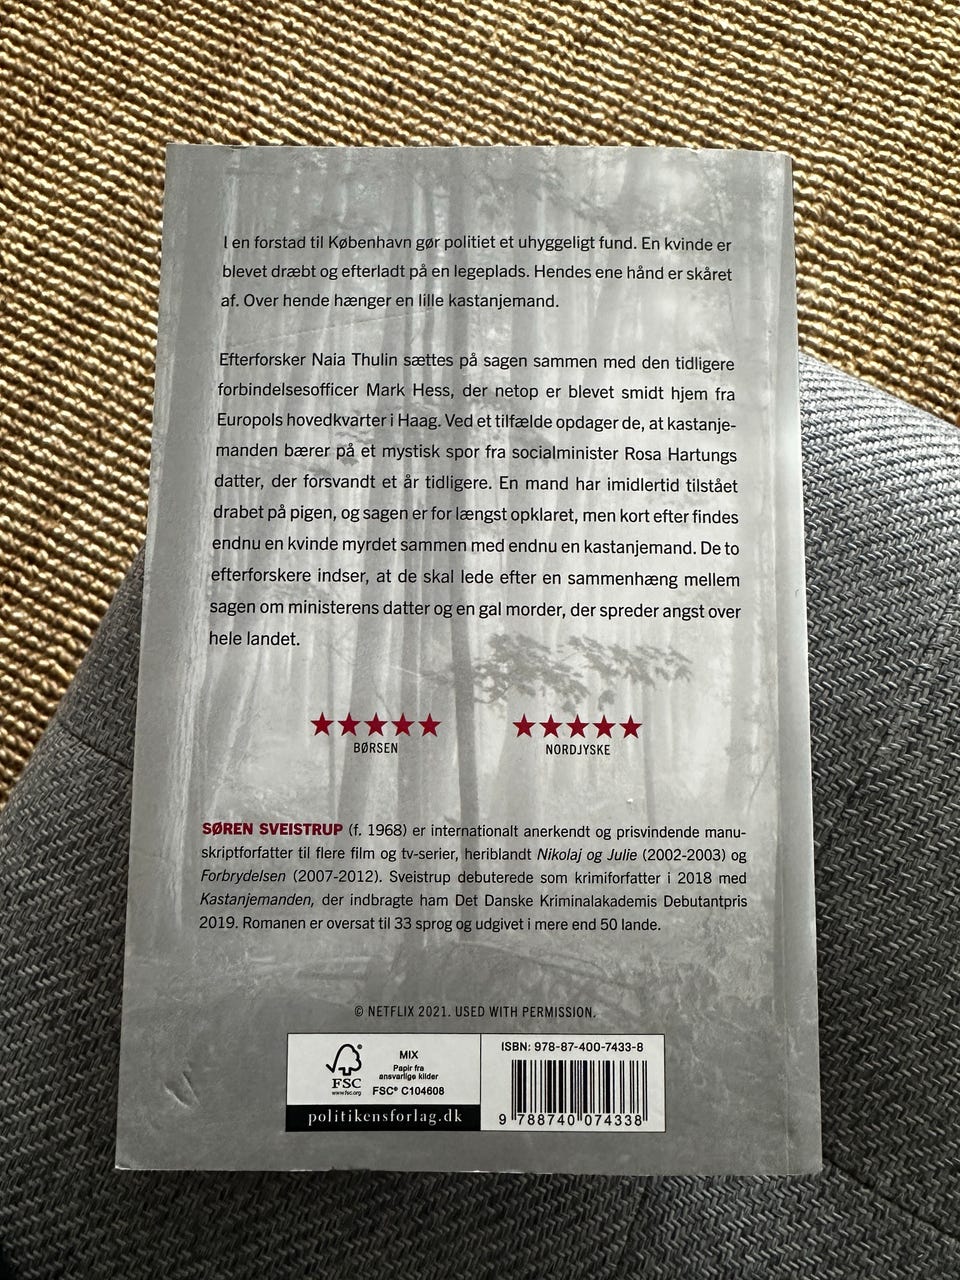 I en forstad til København gør politiet et uhyggeligt fund. En kvinde er
blevet dræbt og efterladt på en legeplads. Hendes ene hånd er skåret
af. Over hende hænger en lille kastanjemand.
Efterforsker Naia Thulin sættes på sagen sammen med den tidligere
forbindelsesofficer Mark Hess, der netop er blevet smidt hjem fra
Europols hovedkvarter i Haag. Ved et tilfælde opdager de, at kastanje-
manden bærer på et mystisk spor fra socialminister Rosa Hartungs
datter, der forsvandt et år tidligere. En mand har imidlertid tilstået
drabet på pigen, og sagen er for længst opklaret, men kort efter findes
endnu en kvinde myrdet sammen med endnu en kastanjemand. De to
efterforskere indser, at de skal lede efter en sammenhæng mellem
sagen om ministerens datter og en gal morder, der spreder angst over
hele landet.
★★★★★ ★★★★★
BØRSEN NORDJYSKE
SØREN SVEISTRUP (f. 1968) er internationalt anerkendt og prisvindende manu-
skriptforfatter til flere film og tv-serier, heriblandt Nikolaj og Julie (2002-2003) og
Forbrydelsen (2007-2012). Sveistrup debuterede som krimiforfatter i 2018 med
Kastanjemanden, der indbragte ham Det Danske Kriminalakademis Debutantpris
2019. Romanen er oversat til 33 sprog og udgivet i mere end 50 lande.
© NETFLIX 2021. USED WITH PERMISSION.
FSC
www.fsc.org
MIX
Papir fra
ansvarlige kilder
FSC® C104608
politikensforlag.dk
ISBN: 978-87-400-7433-8
9 788740 074338